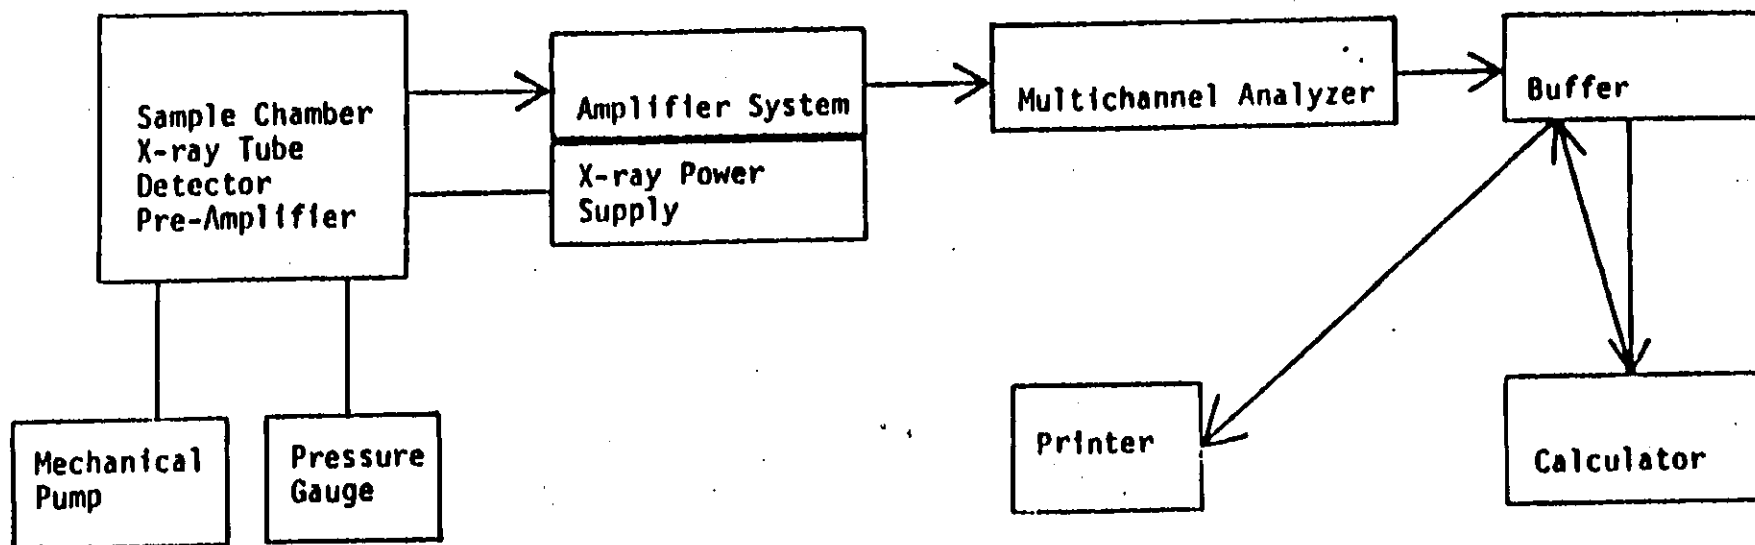 Sample Chamber
X-ray Tube
Detector
Pre-Amplifier
Amplifier System
X-ray Power
Supply
Multichannel Analyzer
Buffer
Mechanical
Pump
Pressure
Gauge
Printer
Calculator